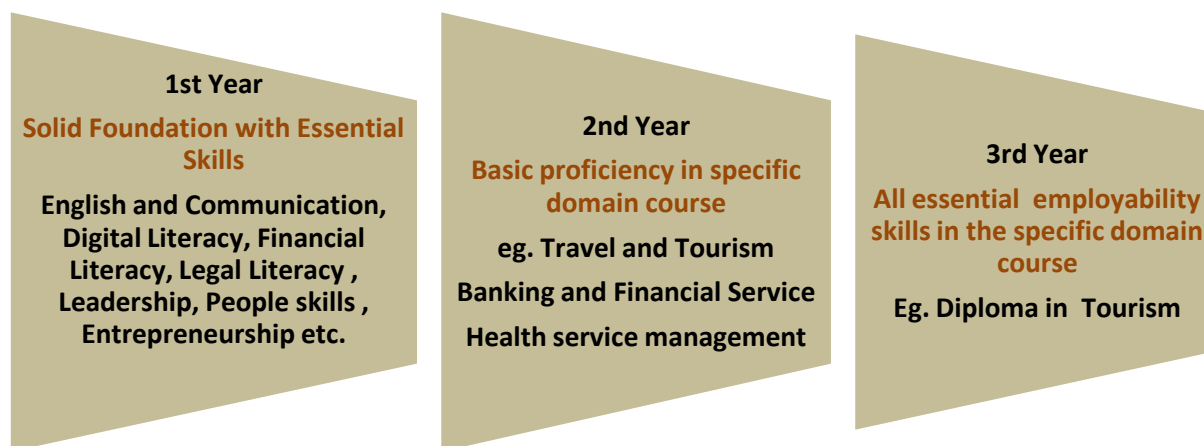 1st Year
Solid Foundation with Essential
Skills
English and Communication,
Digital Literacy, Financial
Literacy, Legal Literacy ,
Leadership, People skills ,
Entrepreneurship etc.
2nd Year
Basic proficiency in specific
domain course
eg. Travel and Tourism
Banking and Financial Service
Health service management
3rd Year
All essential employability
skills in the specific domain
course
Eg. Diploma in Tourism